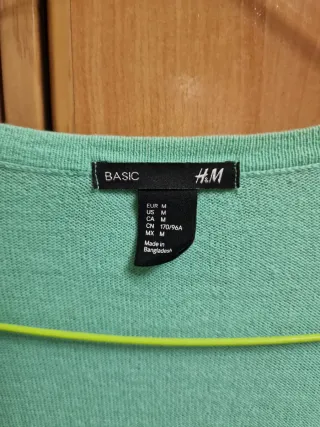 BASIC H&M
EUR M
US M
CA M
CN 170/96A
MX M
Made in
Bangladesh